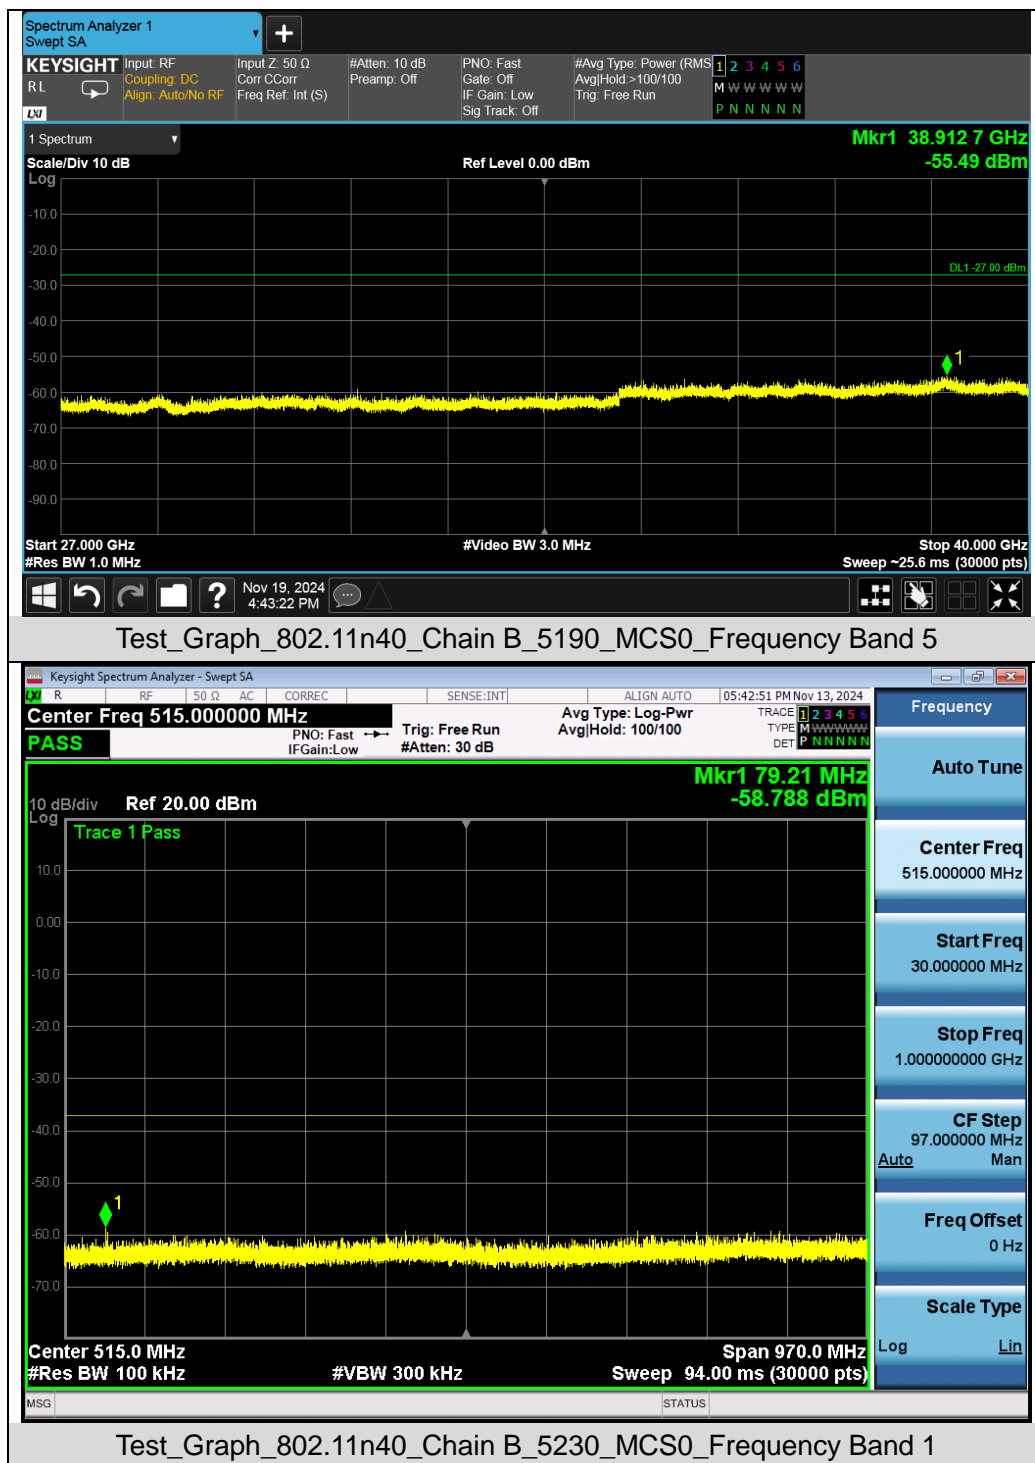 Spectrum Analyzer 1
Swept SA
KEYSIGHT
R L
LXI
Input: RF
Coupling: DC
Align: Auto/No RF
Input Z: 50 Ω
Corr CCorr
Freq Ref: Int (S)
#Atten: 10 dB
Preamp: Off
PNO: Fast
Gate: Off
IF Gain: Low
Sig Track: Off
#Avg Type: Power (RMS
Avg|Hold:>100/100
Trig: Free Run
1 2 3 4 5 6
M W W W W W
P N N N N N
1 Spectrum
Mkr1 38.912 7 GHz
-55.49 dBm
Scale/Div 10 dB
Ref Level 0.00 dBm
Log
-10.0
-20.0
DL1 -27.00 dBm
-30.0
-40.0
-50.0
1
-60.0
-70.0
-80.0
-90.0
Start 27.000 GHz
#Video BW 3.0 MHz
Stop 40.000 GHz
#Res BW 1.0 MHz
Sweep ~25.6 ms (30000 pts)
?
Nov 19, 2024
4:43:22 PM
Test_Graph_802.11n40_Chain B_5190_MCS0_Frequency Band 5
Keysight Spectrum Analyzer - Swept SA
LXI
R
RF
50 Ω
AC
CORREC
SENSE:INT
ALIGN AUTO
05:42:51 PM Nov 13, 2024
Center Freq 515.000000 MHz
PASS
PNO: Fast
IFGain:Low
Trig: Free Run
#Atten: 30 dB
Avg Type: Log-Pwr
Avg|Hold: 100/100
TRACE 1 2 3 4 5 6
TYPE M W W W W W
DET P N N N N N
Mkr1 79.21 MHz
-58.788 dBm
10 dB/div
Ref 20.00 dBm
Log
Trace 1 Pass
10.0
0.00
-10.0
-20.0
-30.0
-40.0
-50.0
1
-60.0
-70.0
Center 515.0 MHz
Span 970.0 MHz
#Res BW 100 kHz
#VBW 300 kHz
Sweep 94.00 ms (30000 pts)
MSG
STATUS
Frequency
Auto Tune
Center Freq
515.000000 MHz
Start Freq
30.000000 MHz
Stop Freq
1.000000000 GHz
CF Step
97.000000 MHz
Auto Man
Freq Offset
0 Hz
Scale Type
Log Lin
Test_Graph_802.11n40_Chain B_5230_MCS0_Frequency Band 1